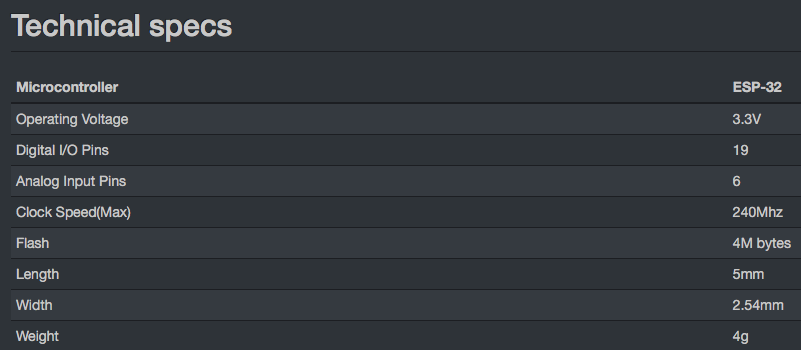 Technical specs
Microcontroller ESP-32
Operating Voltage 3.3V
Digital I/O Pins 19
Analog Input Pins 6
Clock Speed(Max) 240Mhz
Flash 4M bytes
Length 5mm
Width 2.54mm
Weight 4g